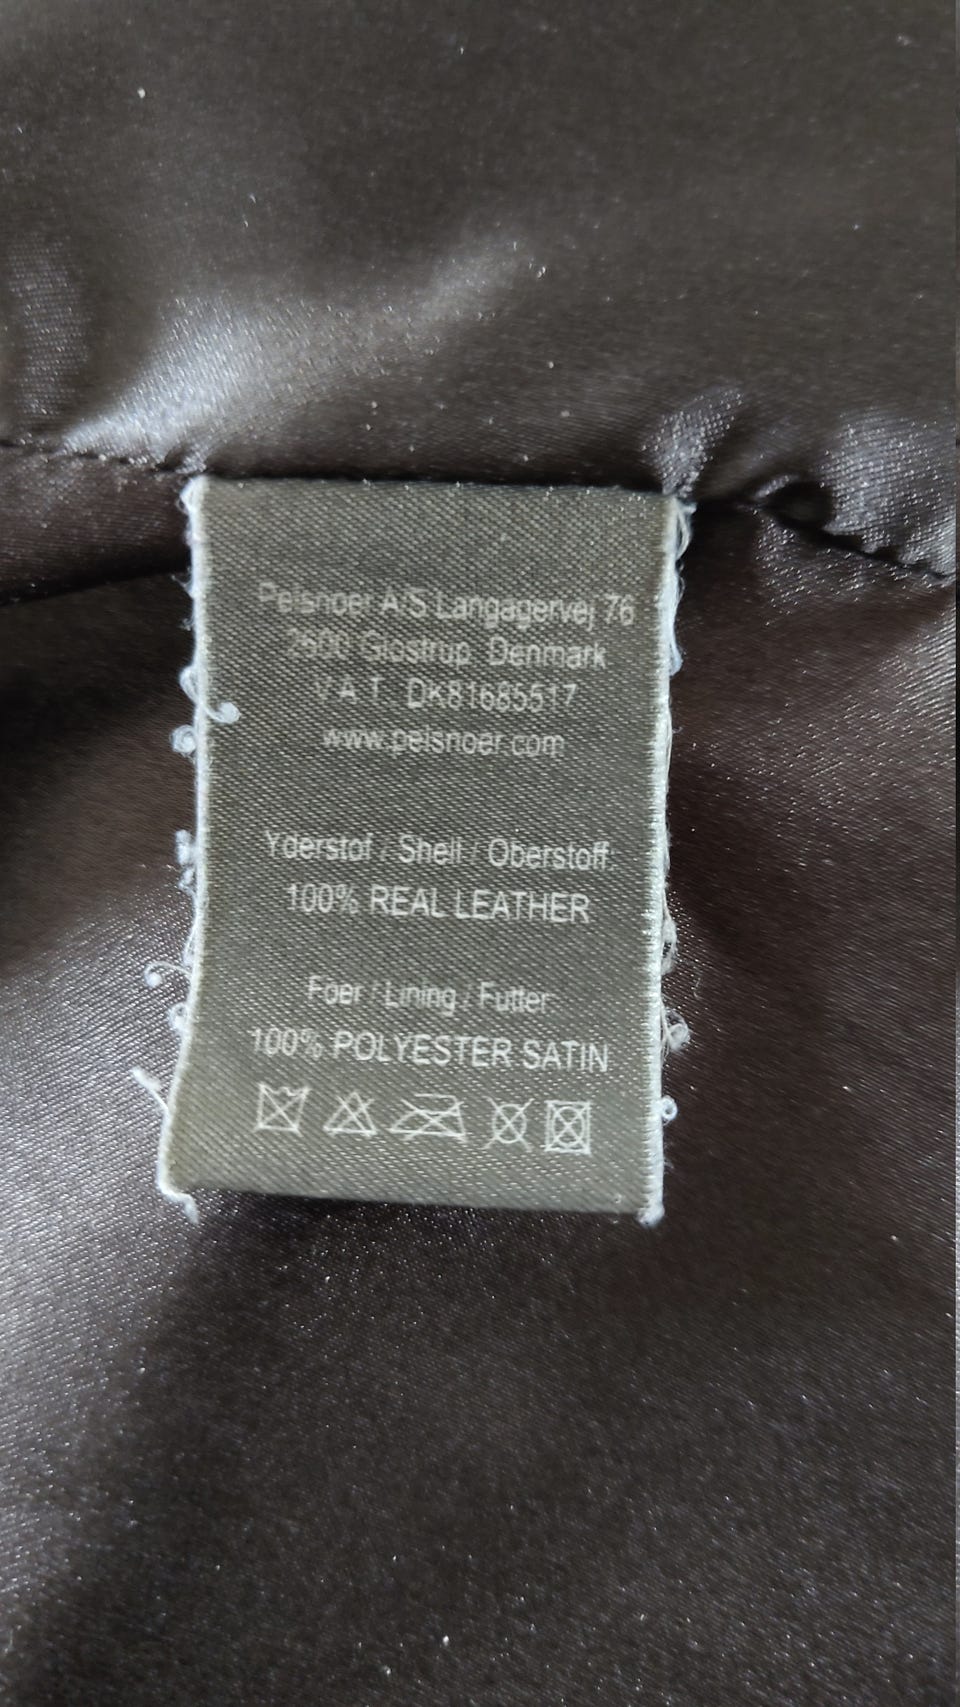 Pelsnoer A/S Langagervej 76
2600 Glostrup Denmark
V.A.T. DK81685517
www.pelsnoer.com
Yderstof / Shell / Oberstoff:
100% REAL LEATHER
Foer / Lining / Futter:
100% POLYESTER SATIN